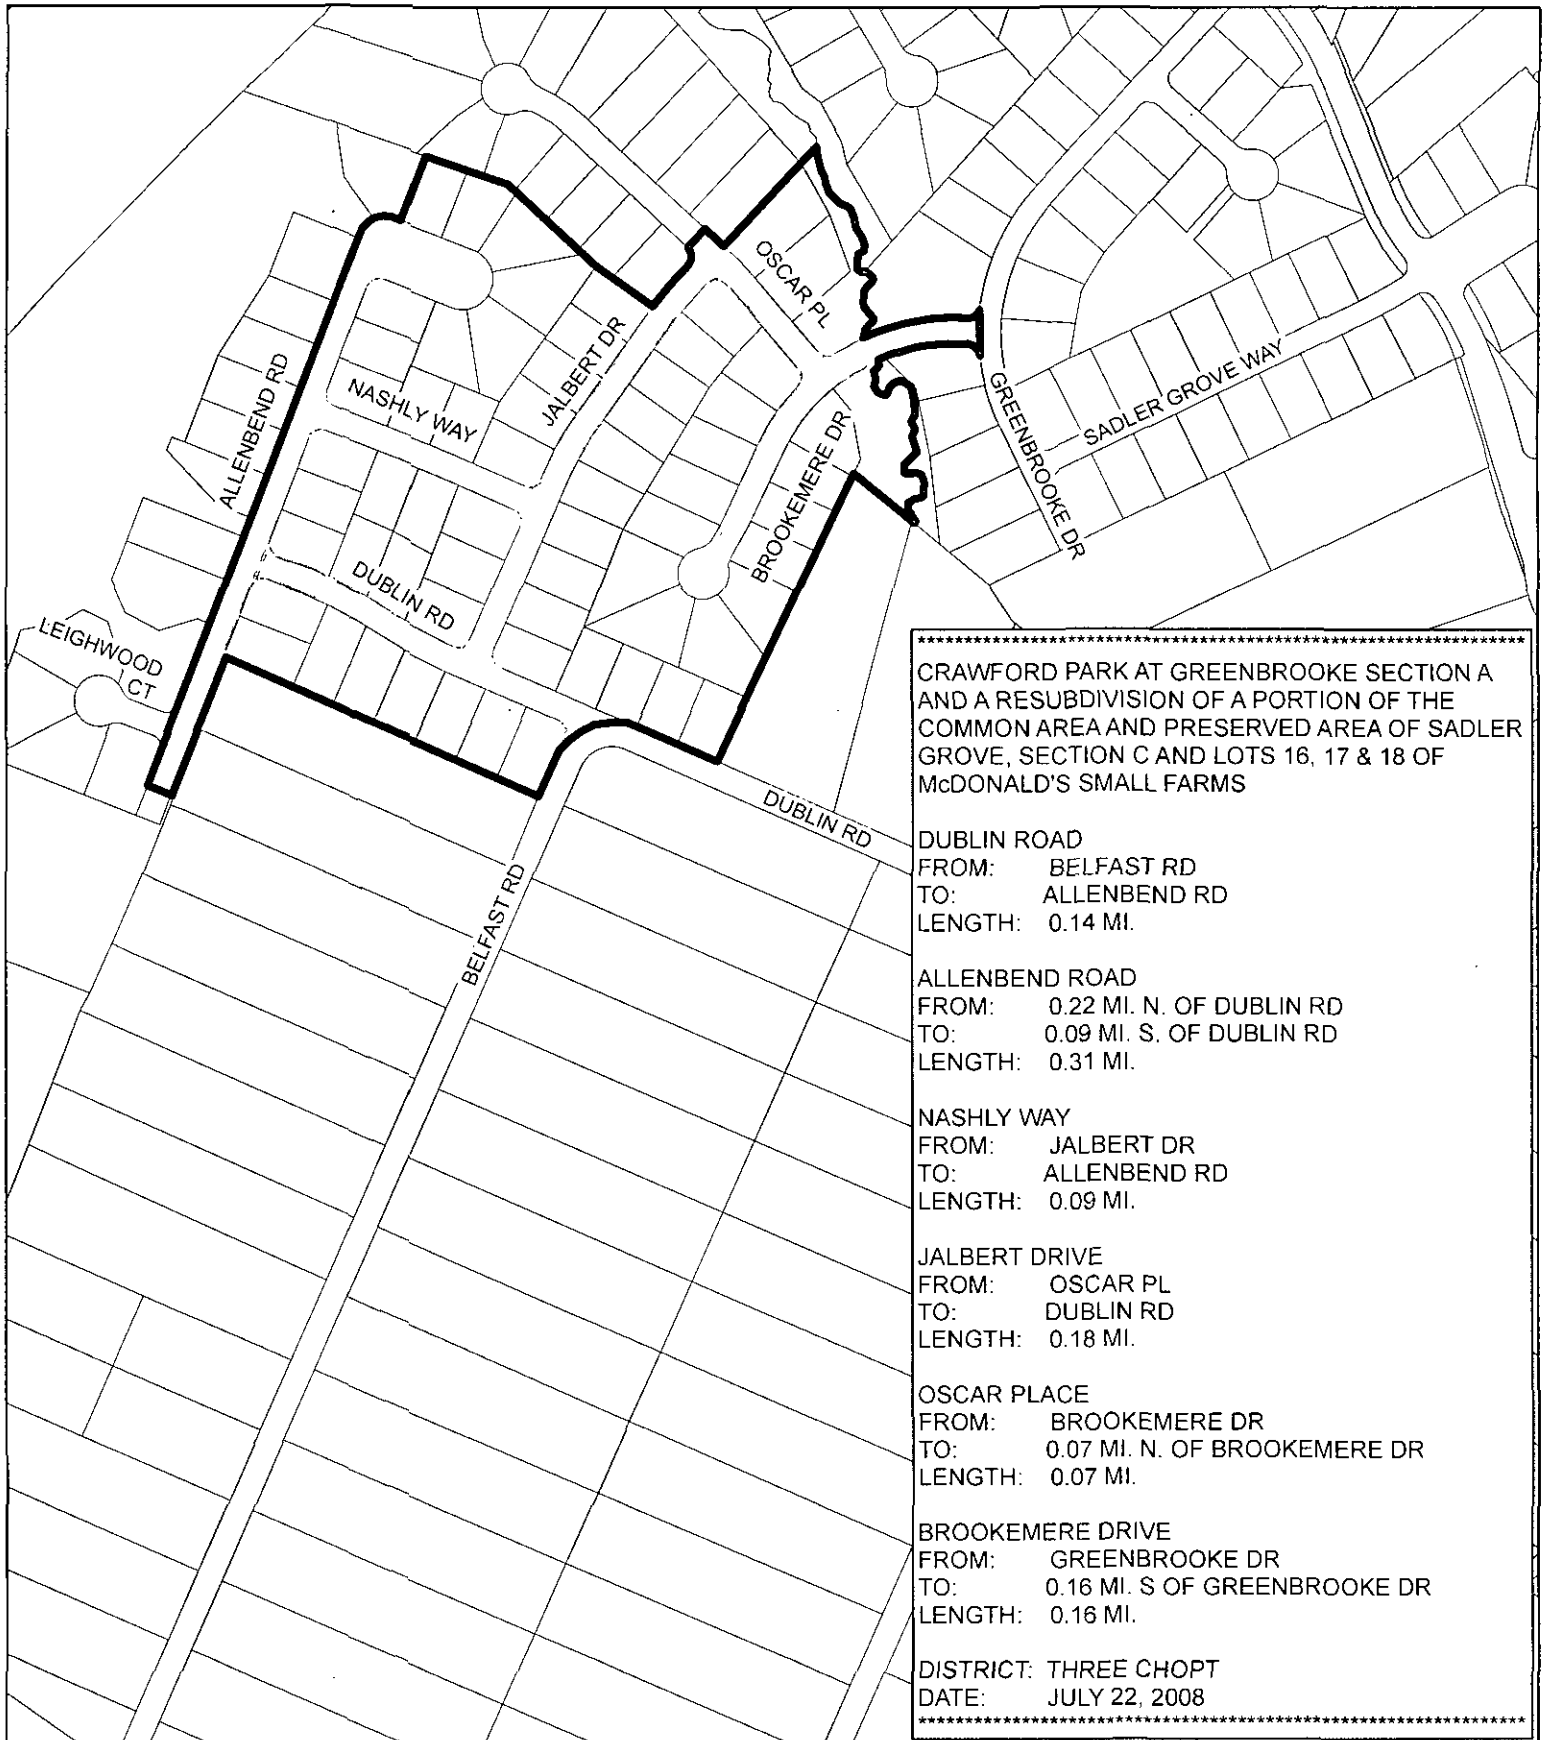 OSCAR PL
JALBERT DR
ALLENBEND RD
NASHLY WAY
GREENBROOKE DR
SADLER GROVE WAY
BROOKEMERE DR
DUBLIN RD
LEIGHWOOD
CT
DUBLIN RD
BELFAST RD
********************************************************************
CRAWFORD PARK AT GREENBROOKE SECTION A
AND A RESUBDIVISION OF A PORTION OF THE
COMMON AREA AND PRESERVED AREA OF SADLER
GROVE, SECTION C AND LOTS 16, 17 & 18 OF
McDONALD'S SMALL FARMS
DUBLIN ROAD
FROM: BELFAST RD
TO: ALLENBEND RD
LENGTH: 0.14 MI.
ALLENBEND ROAD
FROM: 0.22 MI. N. OF DUBLIN RD
TO: 0.09 MI. S. OF DUBLIN RD
LENGTH: 0.31 MI.
NASHLY WAY
FROM: JALBERT DR
TO: ALLENBEND RD
LENGTH: 0.09 MI.
JALBERT DRIVE
FROM: OSCAR PL
TO: DUBLIN RD
LENGTH: 0.18 MI.
OSCAR PLACE
FROM: BROOKEMERE DR
TO: 0.07 MI. N. OF BROOKEMERE DR
LENGTH: 0.07 MI.
BROOKEMERE DRIVE
FROM: GREENBROOKE DR
TO: 0.16 MI. S OF GREENBROOKE DR
LENGTH: 0.16 MI.
DISTRICT: THREE CHOPT
DATE: JULY 22, 2008
********************************************************************